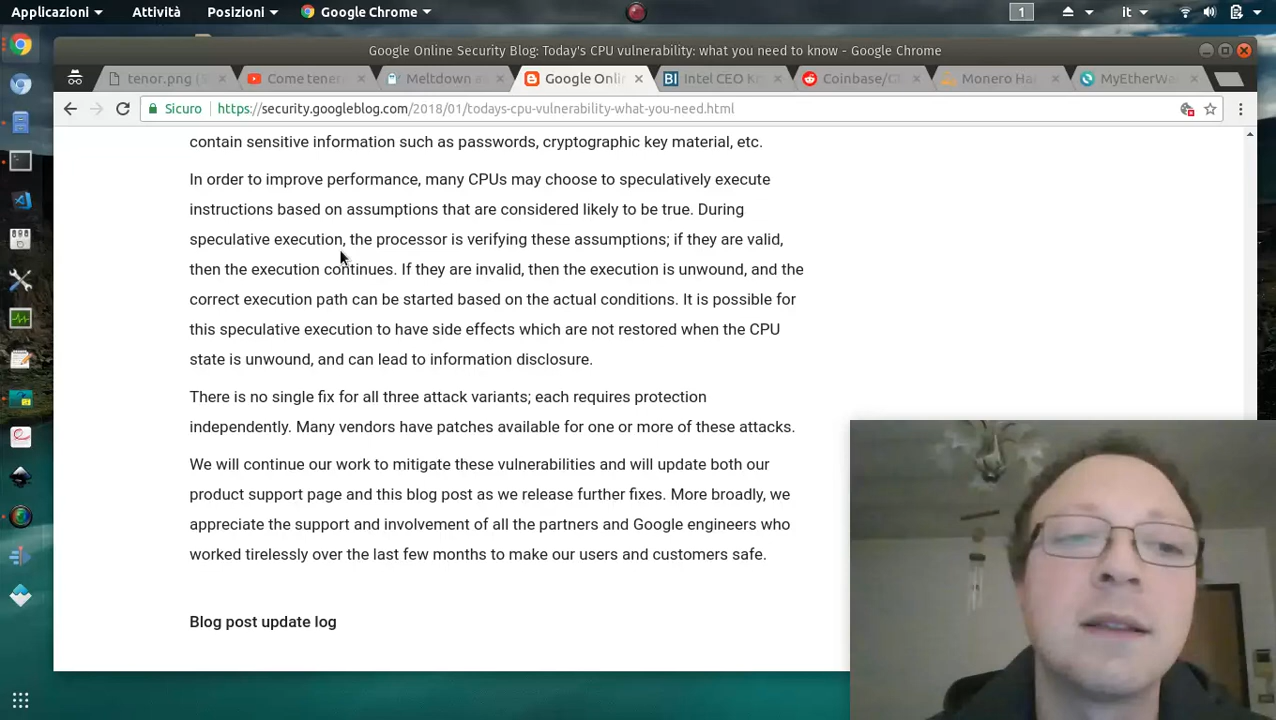 Applicazioni Attività Posizioni Google Chrome 1 it
Google Online Security Blog: Today's CPU vulnerability: what you need to know - Google Chrome
tenor.png ( Come tener Meltdown Google Onli Intel CEO K Coinbase/G Monero Ha MyEtherWa
Sicuro https://security.googleblog.com/2018/01/todays-cpu-vulnerability-what-you-need.html
contain sensitive information such as passwords, cryptographic key material, etc.
In order to improve performance, many CPUs may choose to speculatively execute
instructions based on assumptions that are considered likely to be true. During
speculative execution, the processor is verifying these assumptions; if they are valid,
then the execution continues. If they are invalid, then the execution is unwound, and the
correct execution path can be started based on the actual conditions. It is possible for
this speculative execution to have side effects which are not restored when the CPU
state is unwound, and can lead to information disclosure.
There is no single fix for all three attack variants; each requires protection
independently. Many vendors have patches available for one or more of these attacks.
We will continue our work to mitigate these vulnerabilities and will update both our
product support page and this blog post as we release further fixes. More broadly, we
appreciate the support and involvement of all the partners and Google engineers who
worked tirelessly over the last few months to make our users and customers safe.
Blog post update log